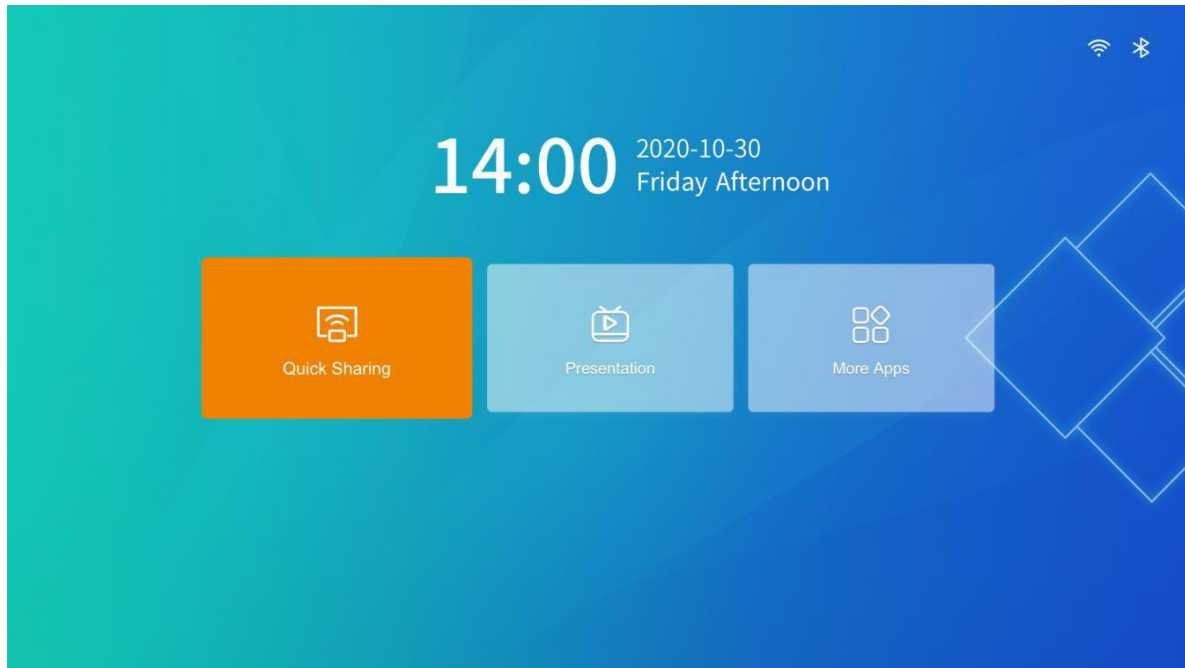 14:00
2020-10-30
Friday Afternoon
Quick Sharing
Presentation
More Apps